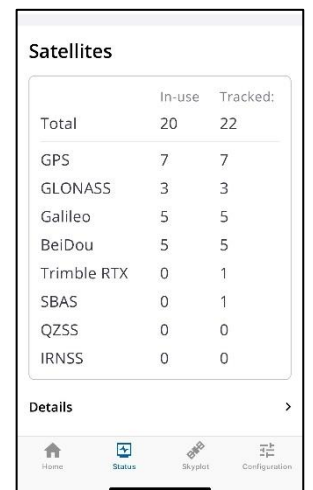 Satellites
In-use Tracked:
Total 20 22
GPS 7 7
GLONASS 3 3
Galileo 5 5
BeiDou 5 5
Trimble RTX 0 1
SBAS 0 1
QZSS 0 0
IRNSS 0 0
Details
Home Status Skyplot Configuration